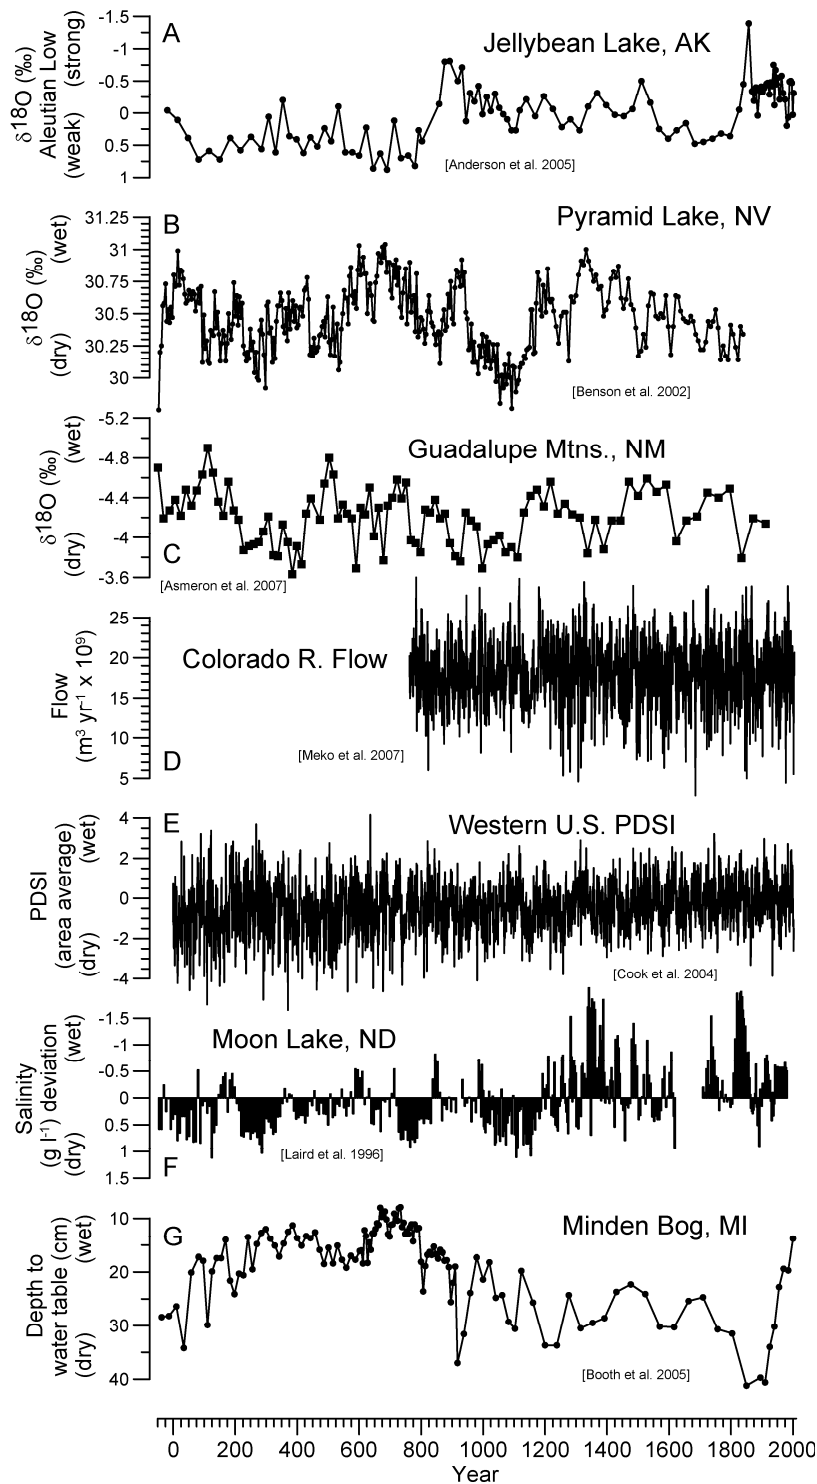 A
Jellybean Lake, AK
δ18O (‰)
Aleutian Low
(weak) (strong)
-1.5
-1
-0.5
0
0.5
1
[Anderson et al. 2005]
B
Pyramid Lake, NV
δ18O (‰)
(dry) (wet)
31.25
31
30.75
30.5
30.25
30
[Benson et al. 2002]
C
Guadalupe Mtns., NM
δ18O (‰)
(dry) (wet)
-5.2
-4.8
-4.4
-4
-3.6
[Asmeron et al. 2007]
D
Colorado R. Flow
Flow
(m³ yr⁻¹ x 10⁹)
25
20
15
10
5
[Meko et al. 2007]
E
Western U.S. PDSI
PDSI
(area average)
(dry) (wet)
4
2
0
-2
-4
[Cook et al. 2004]
F
Moon Lake, ND
Salinity
(g l⁻¹) deviation
(dry) (wet)
-1.5
-1
-0.5
0
0.5
1
1.5
[Laird et al. 1996]
G
Minden Bog, MI
Depth to
water table (cm)
(dry) (wet)
10
20
30
40
[Booth et al. 2005]
0 200 400 600 800 1000 1200 1400 1600 1800 2000
Year